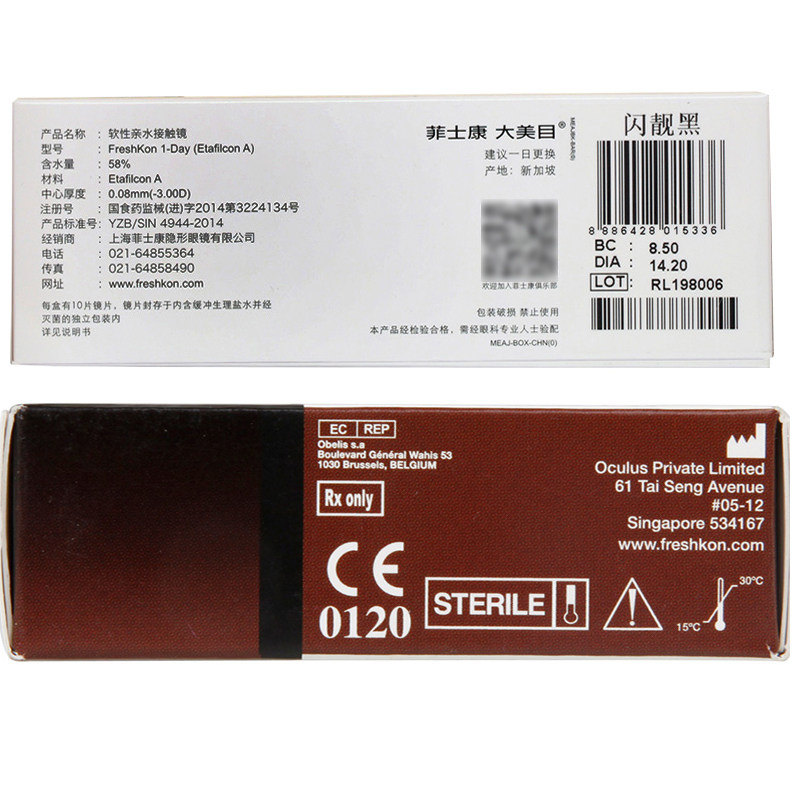 产品名称：软性亲水接触镜
型号：FreshKon 1-Day (Etafilcon A)
含水量：58%
材料：Etafilcon A
中心厚度：0.08mm(-3.00D)
注册号：国食药监械(进)字2014第3224134号
产品标准号：YZB/SIN 4944-2014
经销商：上海菲士康隐形眼镜有限公司
电话：021-64855364
传真：021-64858490
网址：www.freshkon.com
每盒有10片镜片，镜片封存于内含缓冲生理盐水并经
灭菌的独立包装内
详见说明书
菲士康 大美目®
建议一日更换
产地：新加坡
欢迎加入菲士康俱乐部
包装破损 禁止使用
本产品经检验合格，需经眼科专业人士验配
MEAJ-BOX-CHN(0)
MEAJ-BK-BAR(0)
闪靓黑
8886428015336
BC : 8.50
DIA : 14.20
LOT: RL198006
EC REP
Obelis s.a
Boulevard Général Wahis 53
1030 Brussels, BELGIUM
Rx only
CE
0120
STERILE
Oculus Private Limited
61 Tai Seng Avenue
#05-12
Singapore 534167
www.freshkon.com
30°C
15°C